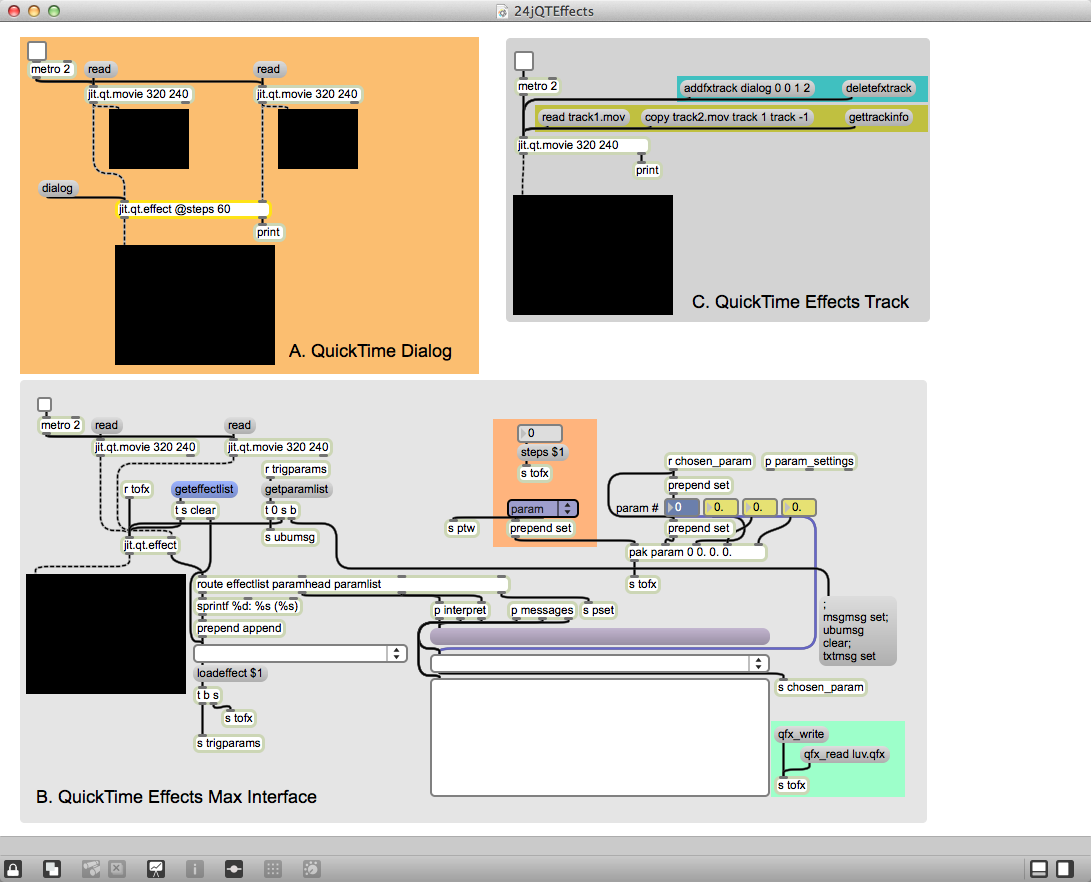 24jQTEffects
metro 2
read
read
jit.qt.movie 320 240
jit.qt.movie 320 240
dialog
jit.qt.effect @steps 60
print
A. QuickTime Dialog
metro 2
addfxtrack dialog 0 0 1 2
deletefxtrack
read track1.mov
copy track2.mov track 1 track -1
gettrackinfo
jit.qt.movie 320 240
print
C. QuickTime Effects Track
metro 2
read
read
jit.qt.movie 320 240
jit.qt.movie 320 240
r trigparams
r tofx
geteffectlist
getparamlist
t s clear
t 0 s b
s ubumsg
jit.qt.effect
0
steps $1
s tofx
param
s ptw
prepend set
r chosen_param
p param_settings
prepend set
param #
0
0.
0.
0.
prepend set
pak param 0 0. 0. 0.
s tofx
route effectlist paramhead paramlist
sprintf %d: %s (%s)
prepend append
p interpret
p messages
s pset
;
msgmsg set;
ubumsg
clear;
txtmsg set
loadeffect $1
t b s
s tofx
s trigparams
s chosen_param
qfx_write
qfx_read luv.qfx
s tofx
B. QuickTime Effects Max Interface